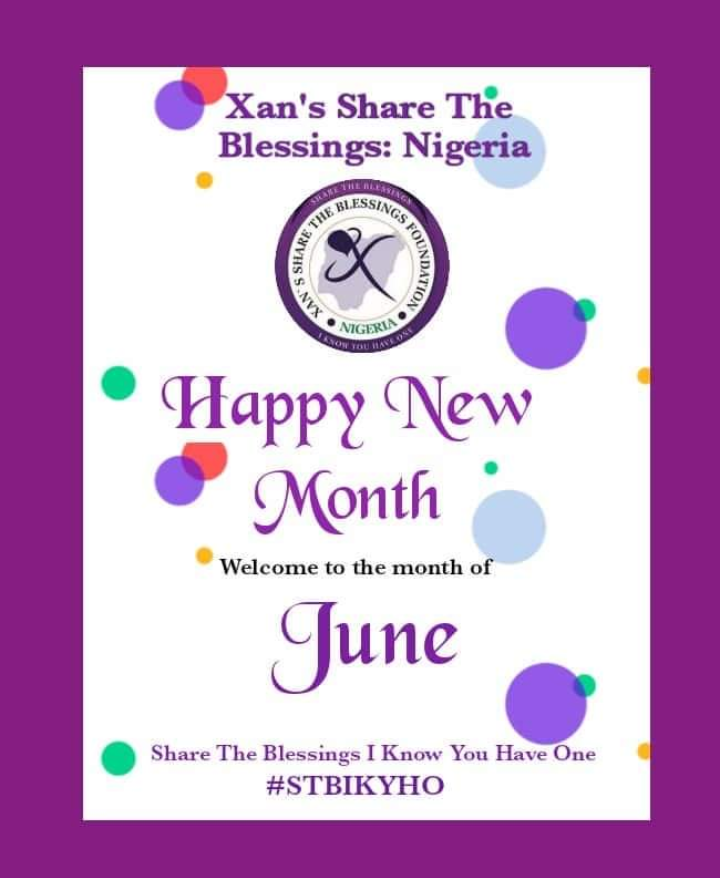 Xan's Share The
Blessings: Nigeria
SHARE THE BLESSINGS
XAN'S SHARE THE BLESSINGS FOUNDATION
X
NIGERIA
I KNOW YOU HAVE ONE
Happy New
Month
Welcome to the month of
June
Share The Blessings I Know You Have One
#STBIKYHO